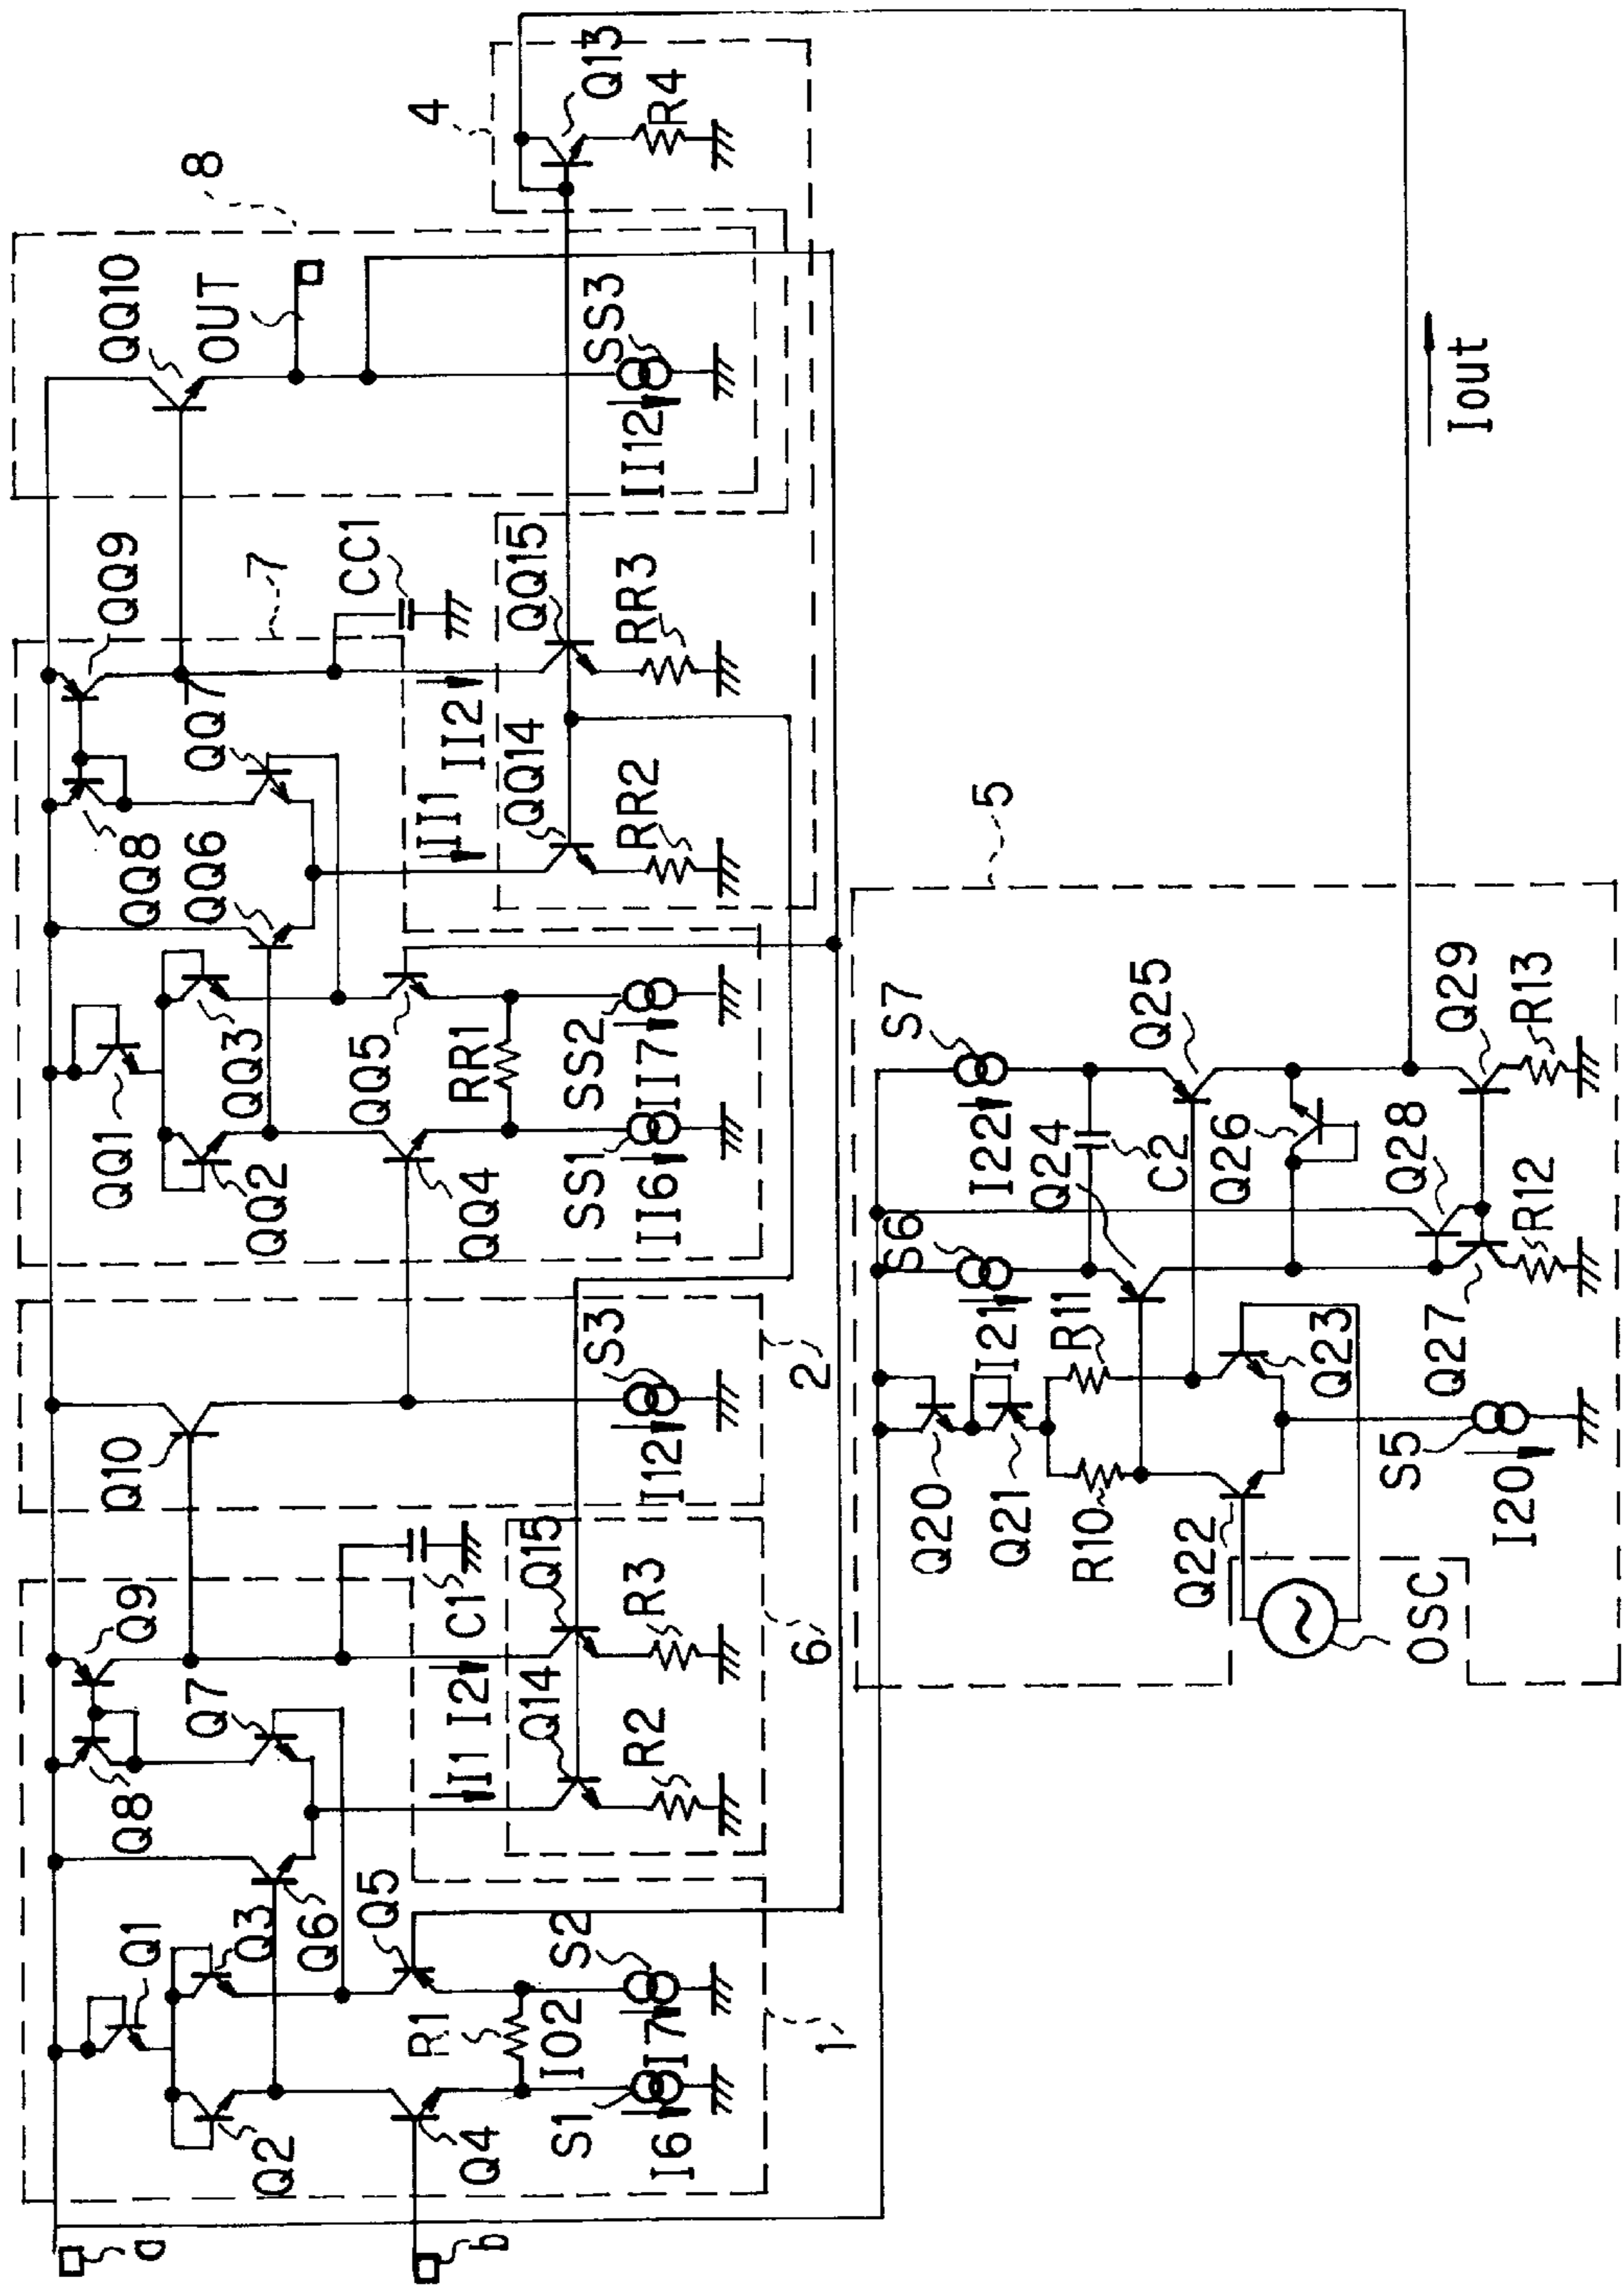 a
b
Q1
Q2
Q3
Q4
Q5
Q6
Q7
Q8
Q9
R1
I02
S1
S2
I6
I7
1
I1
I2
C1
Q14
Q15
R2
R3
6
Q10
S3
I12
2
QQ1
QQ2
QQ3
QQ4
QQ5
QQ6
QQ7
QQ8
QQ9
7
RR1
SS1
SS2
II6
II7
II1
II2
CC1
QQ14
QQ15
RR2
RR3
QQ10
OUT
8
SS3
II12
4
Q13
R4
5
Q20
Q21
R10
R11
Q22
Q23
OSC
S5
I20
S6
I21
S7
I22
Q24
C2
Q25
Q26
Q27
Q28
Q29
R12
R13
Iout